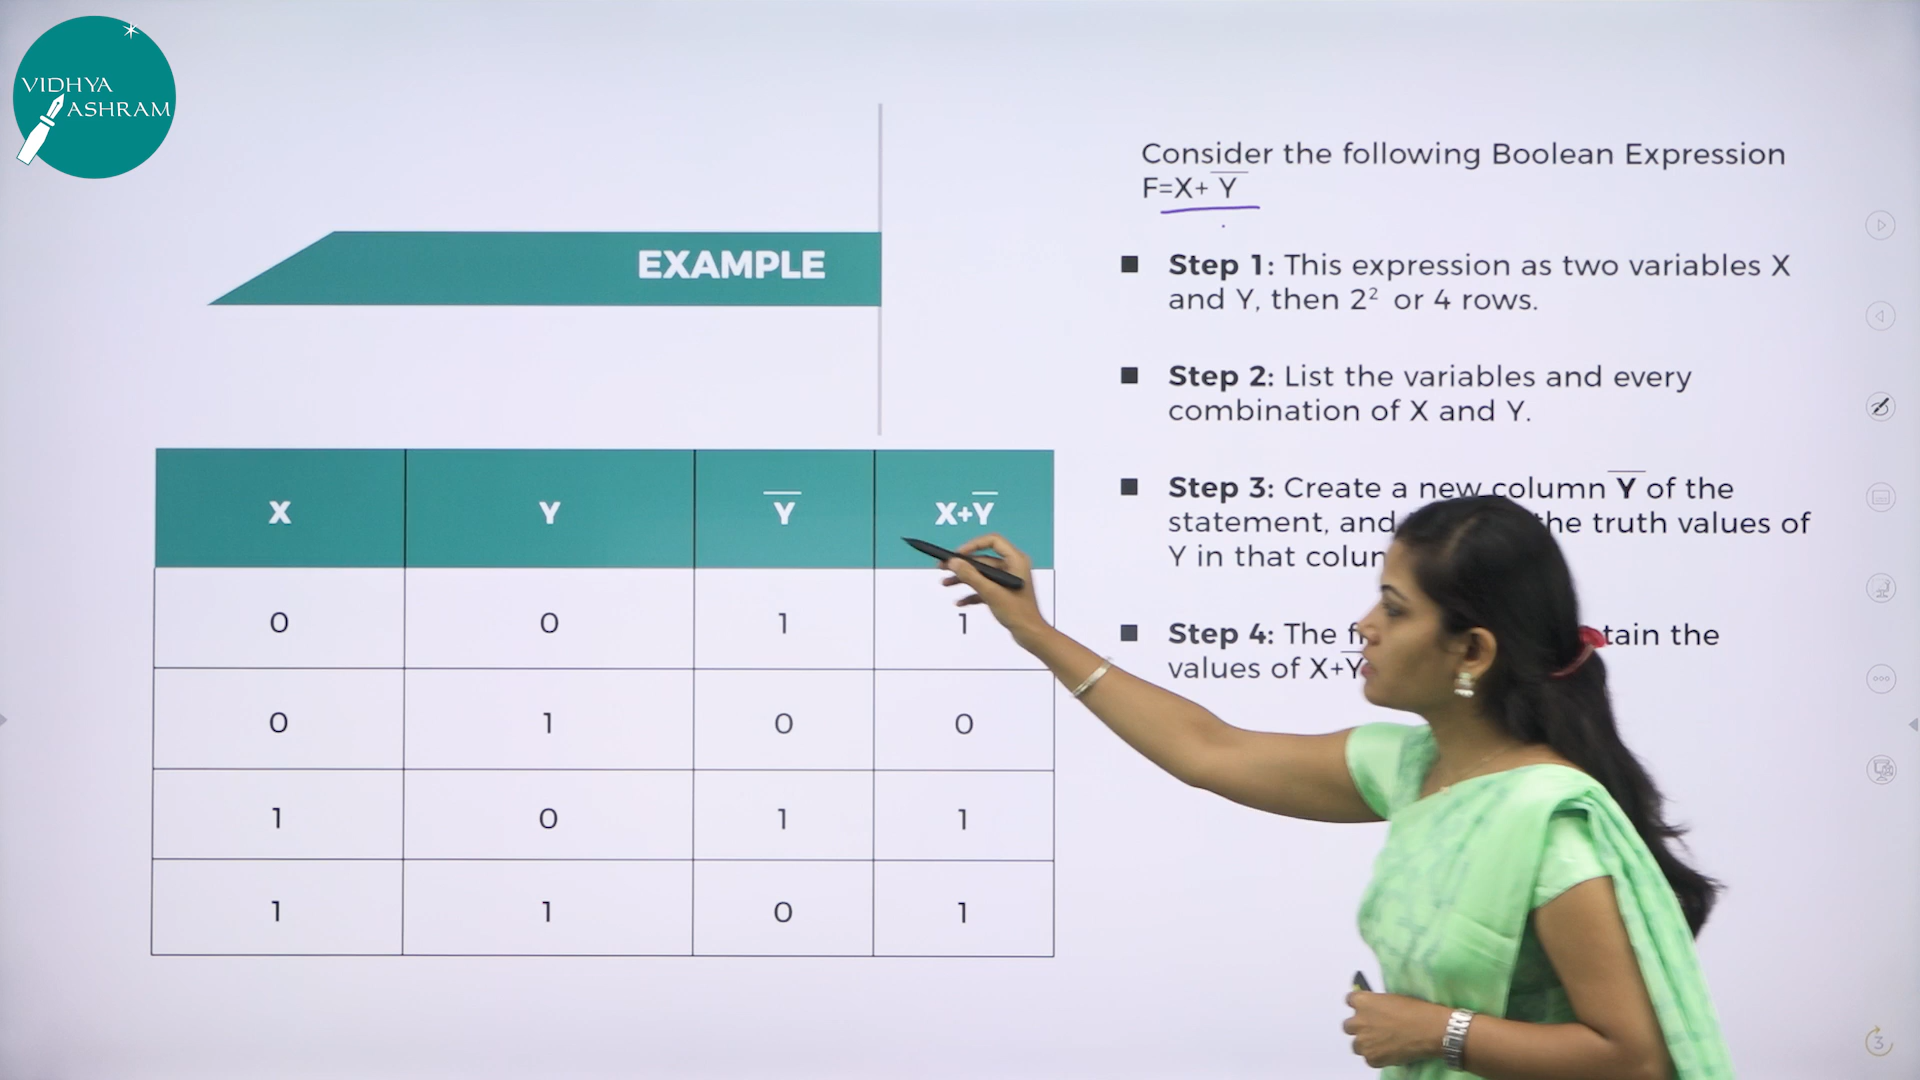 VIDHYA
ASHRAM
EXAMPLE
Consider the following Boolean Expression
F=X+ Y̅
Step 1: This expression as two variables X
and Y, then 2² or 4 rows.
Step 2: List the variables and every
combination of X and Y.
Step 3: Create a new column Y̅ of the
statement, and the truth values of
Y in that
Step 4: The the
values of X+Y̅
X Y Y̅ X+Y̅
0 0 1 1
0 1 0 0
1 0 1 1
1 1 0 1
3